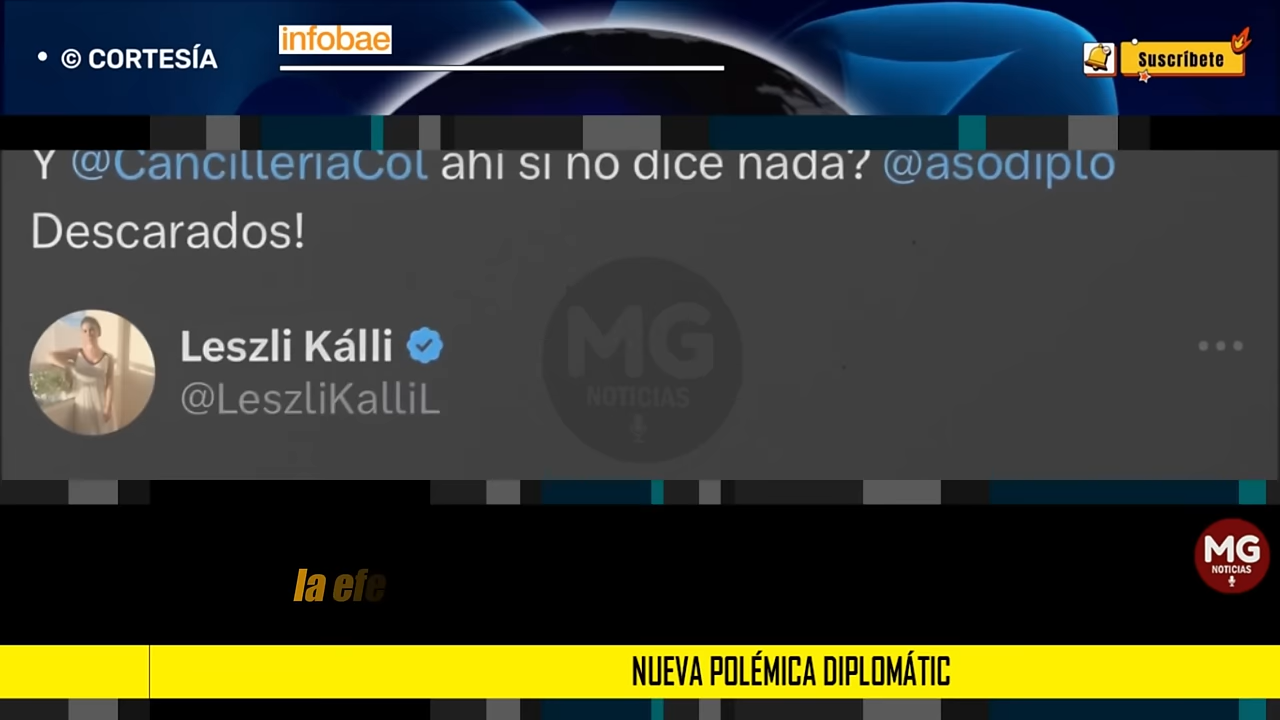 • © CORTESÍA
infobae
Suscríbete
Y @CancilleriaCol ahí sí no dice nada? @asodiplo
Descarados!
Leszli Kálli
@LeszliKalliL
MG
NOTICIAS
MG
NOTICIAS
la efe
NUEVA POLÉMICA DIPLOMÁTIC